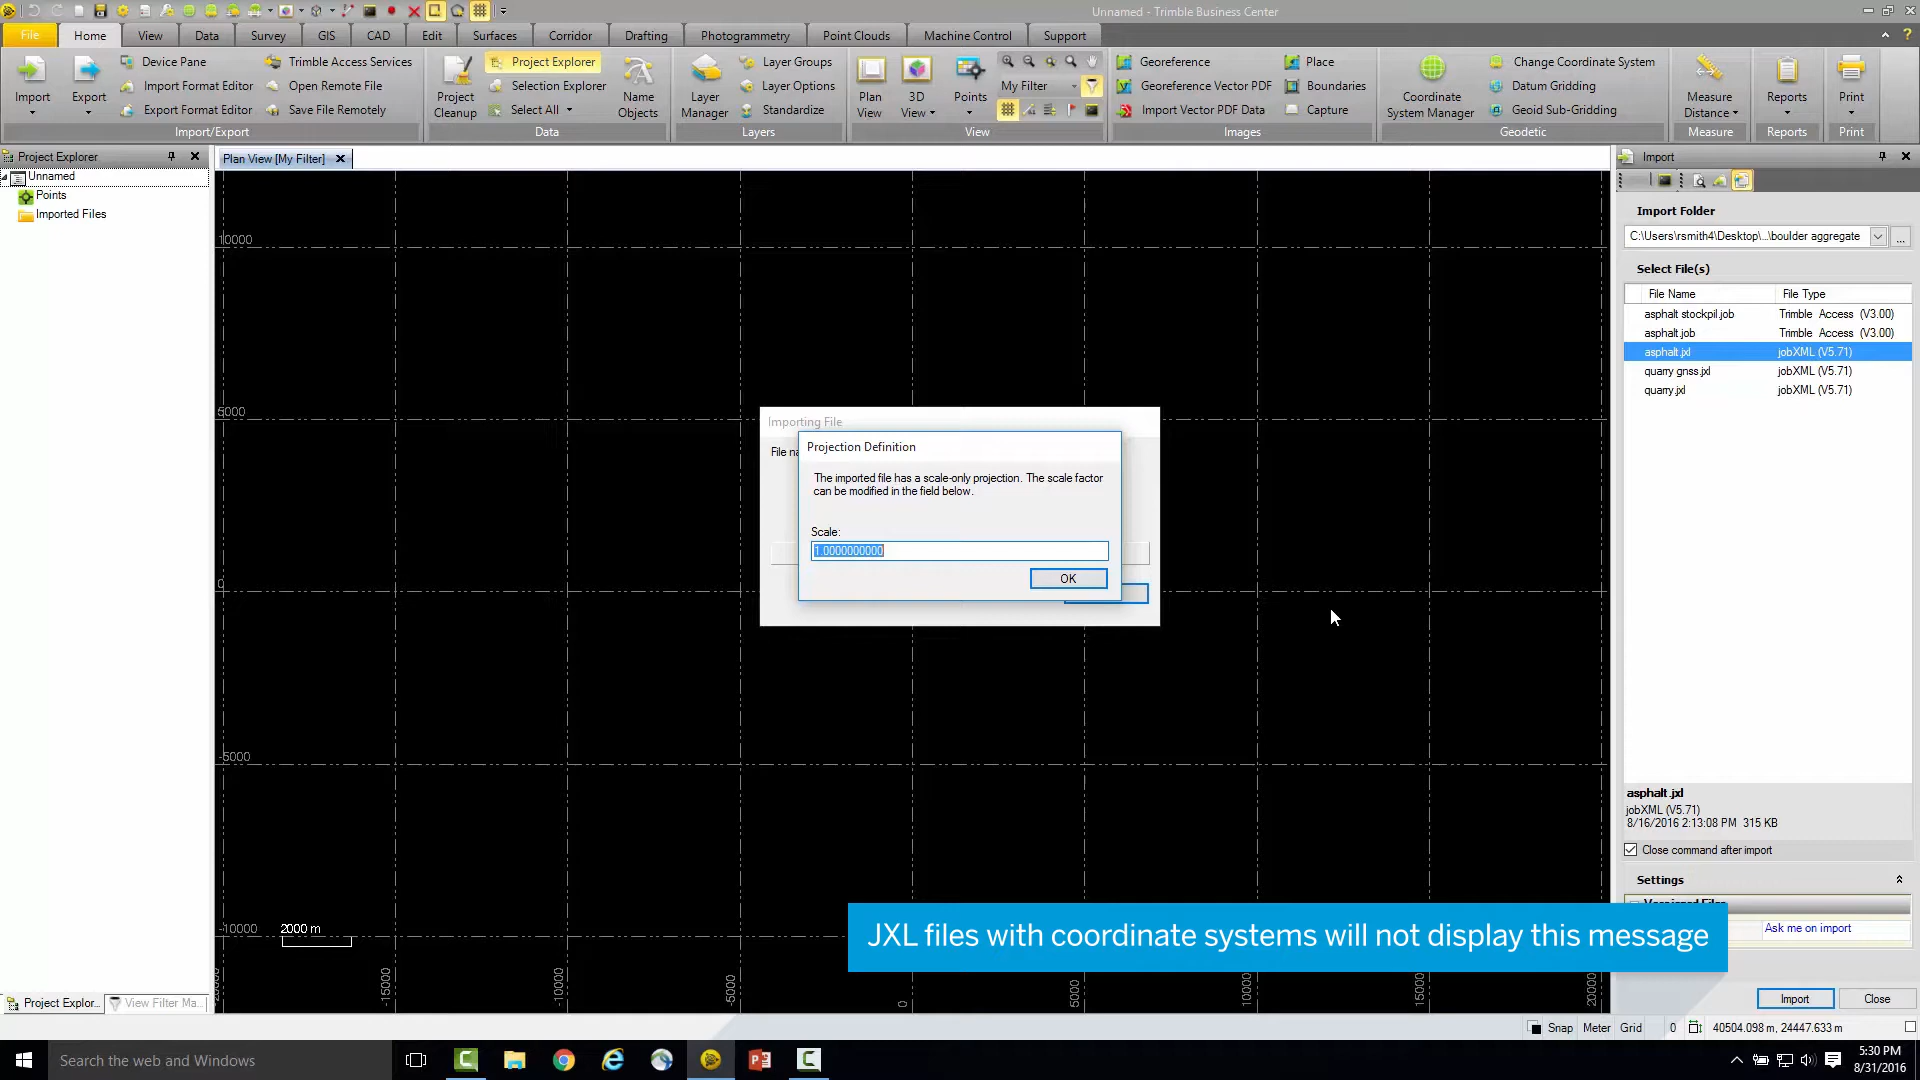 Unnamed - Trimble Business Center
File Home View Data Survey GIS CAD Edit Surfaces Corridor Drafting Photogrammetry Point Clouds Machine Control Support
Import
Export
Device Pane
Import Format Editor
Export Format Editor
Trimble Access Services
Open Remote File
Save File Remotely
Import/Export
Project
Cleanup
Project Explorer
Selection Explorer
Select All
Name
Objects
Data
Layer
Manager
Layer Groups
Layer Options
Standardize
Layers
Plan
View
3D
View
Points
My Filter
View
Georeference
Georeference Vector PDF
Import Vector PDF Data
Place
Boundaries
Capture
Images
Coordinate
System Manager
Change Coordinate System
Datum Gridding
Geoid Sub-Gridding
Geodetic
Measure
Distance
Measure
Reports
Reports
Print
Print
Project Explorer
Unnamed
Points
Imported Files
Plan View [My Filter]
10000
5000
0
-5000
-10000
2000 m
-15000
-10000
-5000
0
5000
10000
15000
20000
Importing File
File na
Projection Definition
The imported file has a scale-only projection. The scale factor
can be modified in the field below.
Scale:
1.0000000000
OK
Import
Import Folder
C:\Users\rsmith4\Desktop\...\boulder aggregate
...
Select File(s)
File Name File Type
asphalt stockpil.job Trimble Access (V3.00)
asphalt.job Trimble Access (V3.00)
asphalt.jxl jobXML (V5.71)
quarry gnss.jxl jobXML (V5.71)
quarry.jxl jobXML (V5.71)
asphalt.jxl
jobXML (V5.71)
8/16/2016 2:13:08 PM 315 KB
Close command after import
Settings
Ask me on import
JXL files with coordinate systems will not display this message
Import Close
Project Explor... View Filter Ma...
Snap Meter Grid 0 40504.098 m, 24447.633 m
Search the web and Windows
5:30 PM
8/31/2016